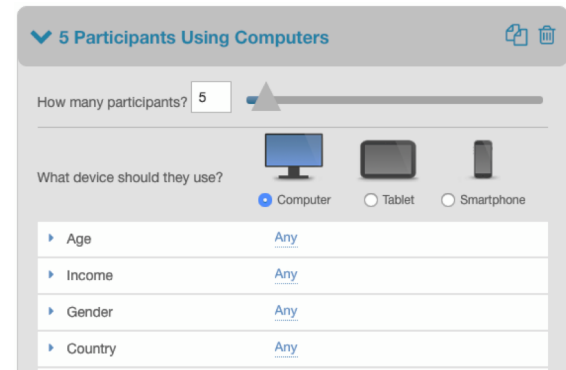 5 Participants Using Computers
How many participants? 5
What device should they use?
Computer Tablet Smartphone
Age Any
Income Any
Gender Any
Country Any